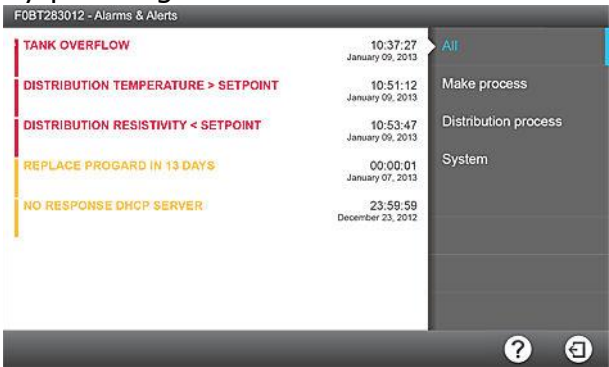 F0BT283012 - Alarms & Alerts
TANK OVERFLOW
10:37:27
January 09, 2013
DISTRIBUTION TEMPERATURE > SETPOINT
10:51:12
January 09, 2013
DISTRIBUTION RESISTIVITY < SETPOINT
10:53:47
January 09, 2013
REPLACE PROGARD IN 13 DAYS
00:00:01
January 07, 2013
NO RESPONSE DHCP SERVER
23:59:59
December 23, 2012
All
Make process
Distribution process
System
?